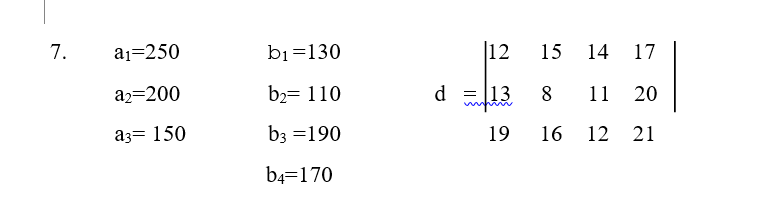 7. a₁=250 b₁=130 |12 15 14 17|
a₂=200 b₂= 110 d = |13 8 11 20|
a₃= 150 b₃ =190 19 16 12 21
b₄=170